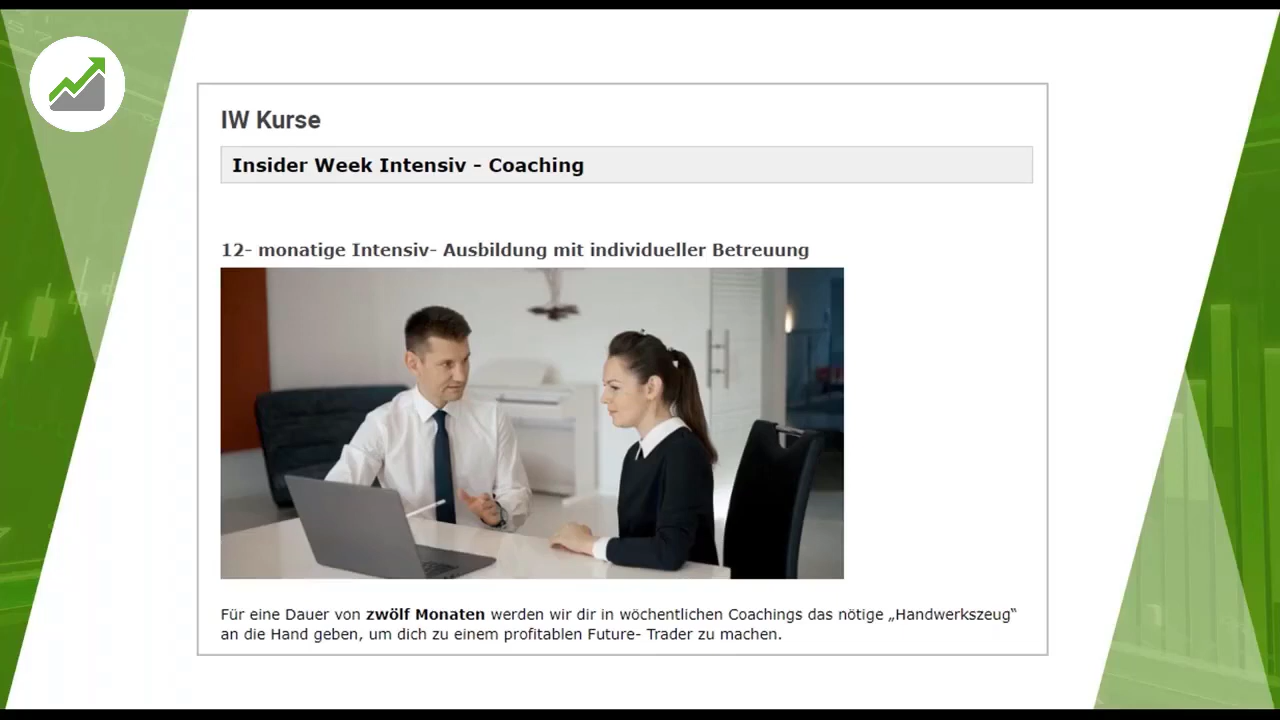 IW Kurse
Insider Week Intensiv - Coaching
12- monatige Intensiv- Ausbildung mit individueller Betreuung
Für eine Dauer von zwölf Monaten werden wir dir in wöchentlichen Coachings das nötige „Handwerkszeug“
an die Hand geben, um dich zu einem profitablen Future- Trader zu machen.